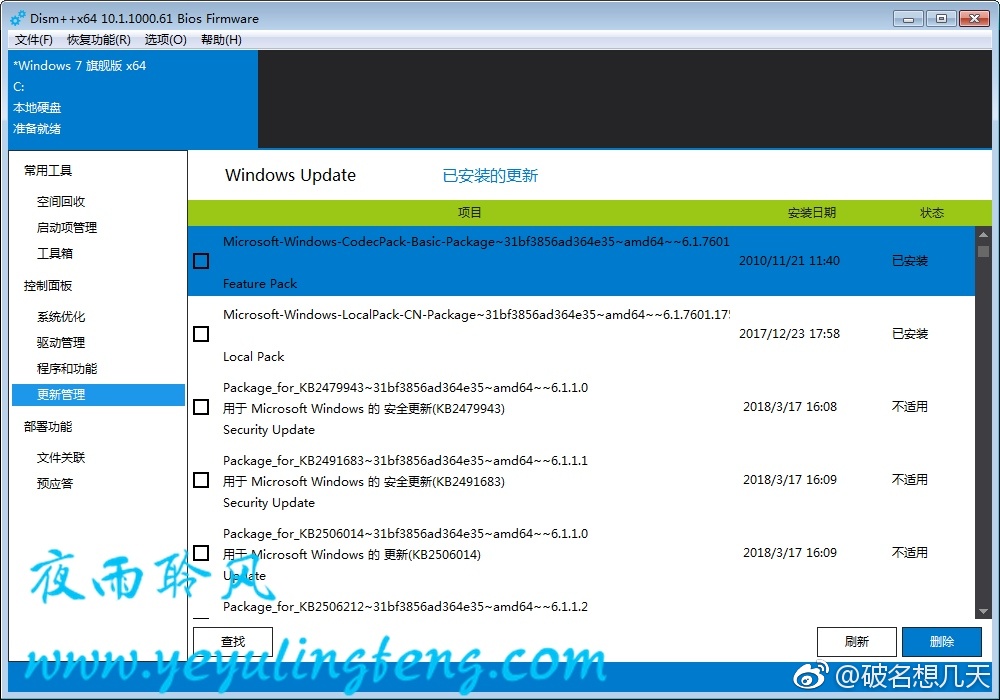 Dism++x64 10.1.1000.61 Bios Firmware
文件(F) 恢复功能(R) 选项(O) 帮助(H)
*Windows 7 旗舰版 x64
C:
本地硬盘
准备就绪
常用工具
空间回收
启动项管理
工具箱
控制面板
系统优化
驱动管理
程序和功能
更新管理
部署功能
文件关联
预应答
Windows Update 已安装的更新
项目 安装日期 状态
Microsoft-Windows-CodecPack-Basic-Package~31bf3856ad364e35~amd64~~6.1.7601
2010/11/21 11:40 已安装
Feature Pack
Microsoft-Windows-LocalPack-CN-Package~31bf3856ad364e35~amd64~~6.1.7601.17
2017/12/23 17:58 已安装
Local Pack
Package_for_KB2479943~31bf3856ad364e35~amd64~~6.1.1.0
用于 Microsoft Windows 的 安全更新(KB2479943) 2018/3/17 16:08 不适用
Security Update
Package_for_KB2491683~31bf3856ad364e35~amd64~~6.1.1.1
用于 Microsoft Windows 的 安全更新(KB2491683) 2018/3/17 16:09 不适用
Security Update
Package_for_KB2506014~31bf3856ad364e35~amd64~~6.1.1.0
用于 Microsoft Windows 的 更新(KB2506014) 2018/3/17 16:09 不适用
Update
Package_for_KB2506212~31bf3856ad364e35~amd64~~6.1.1.2
查找 刷新 删除
夜雨聆风
www.yeyulingfeng.com
@破名想几天